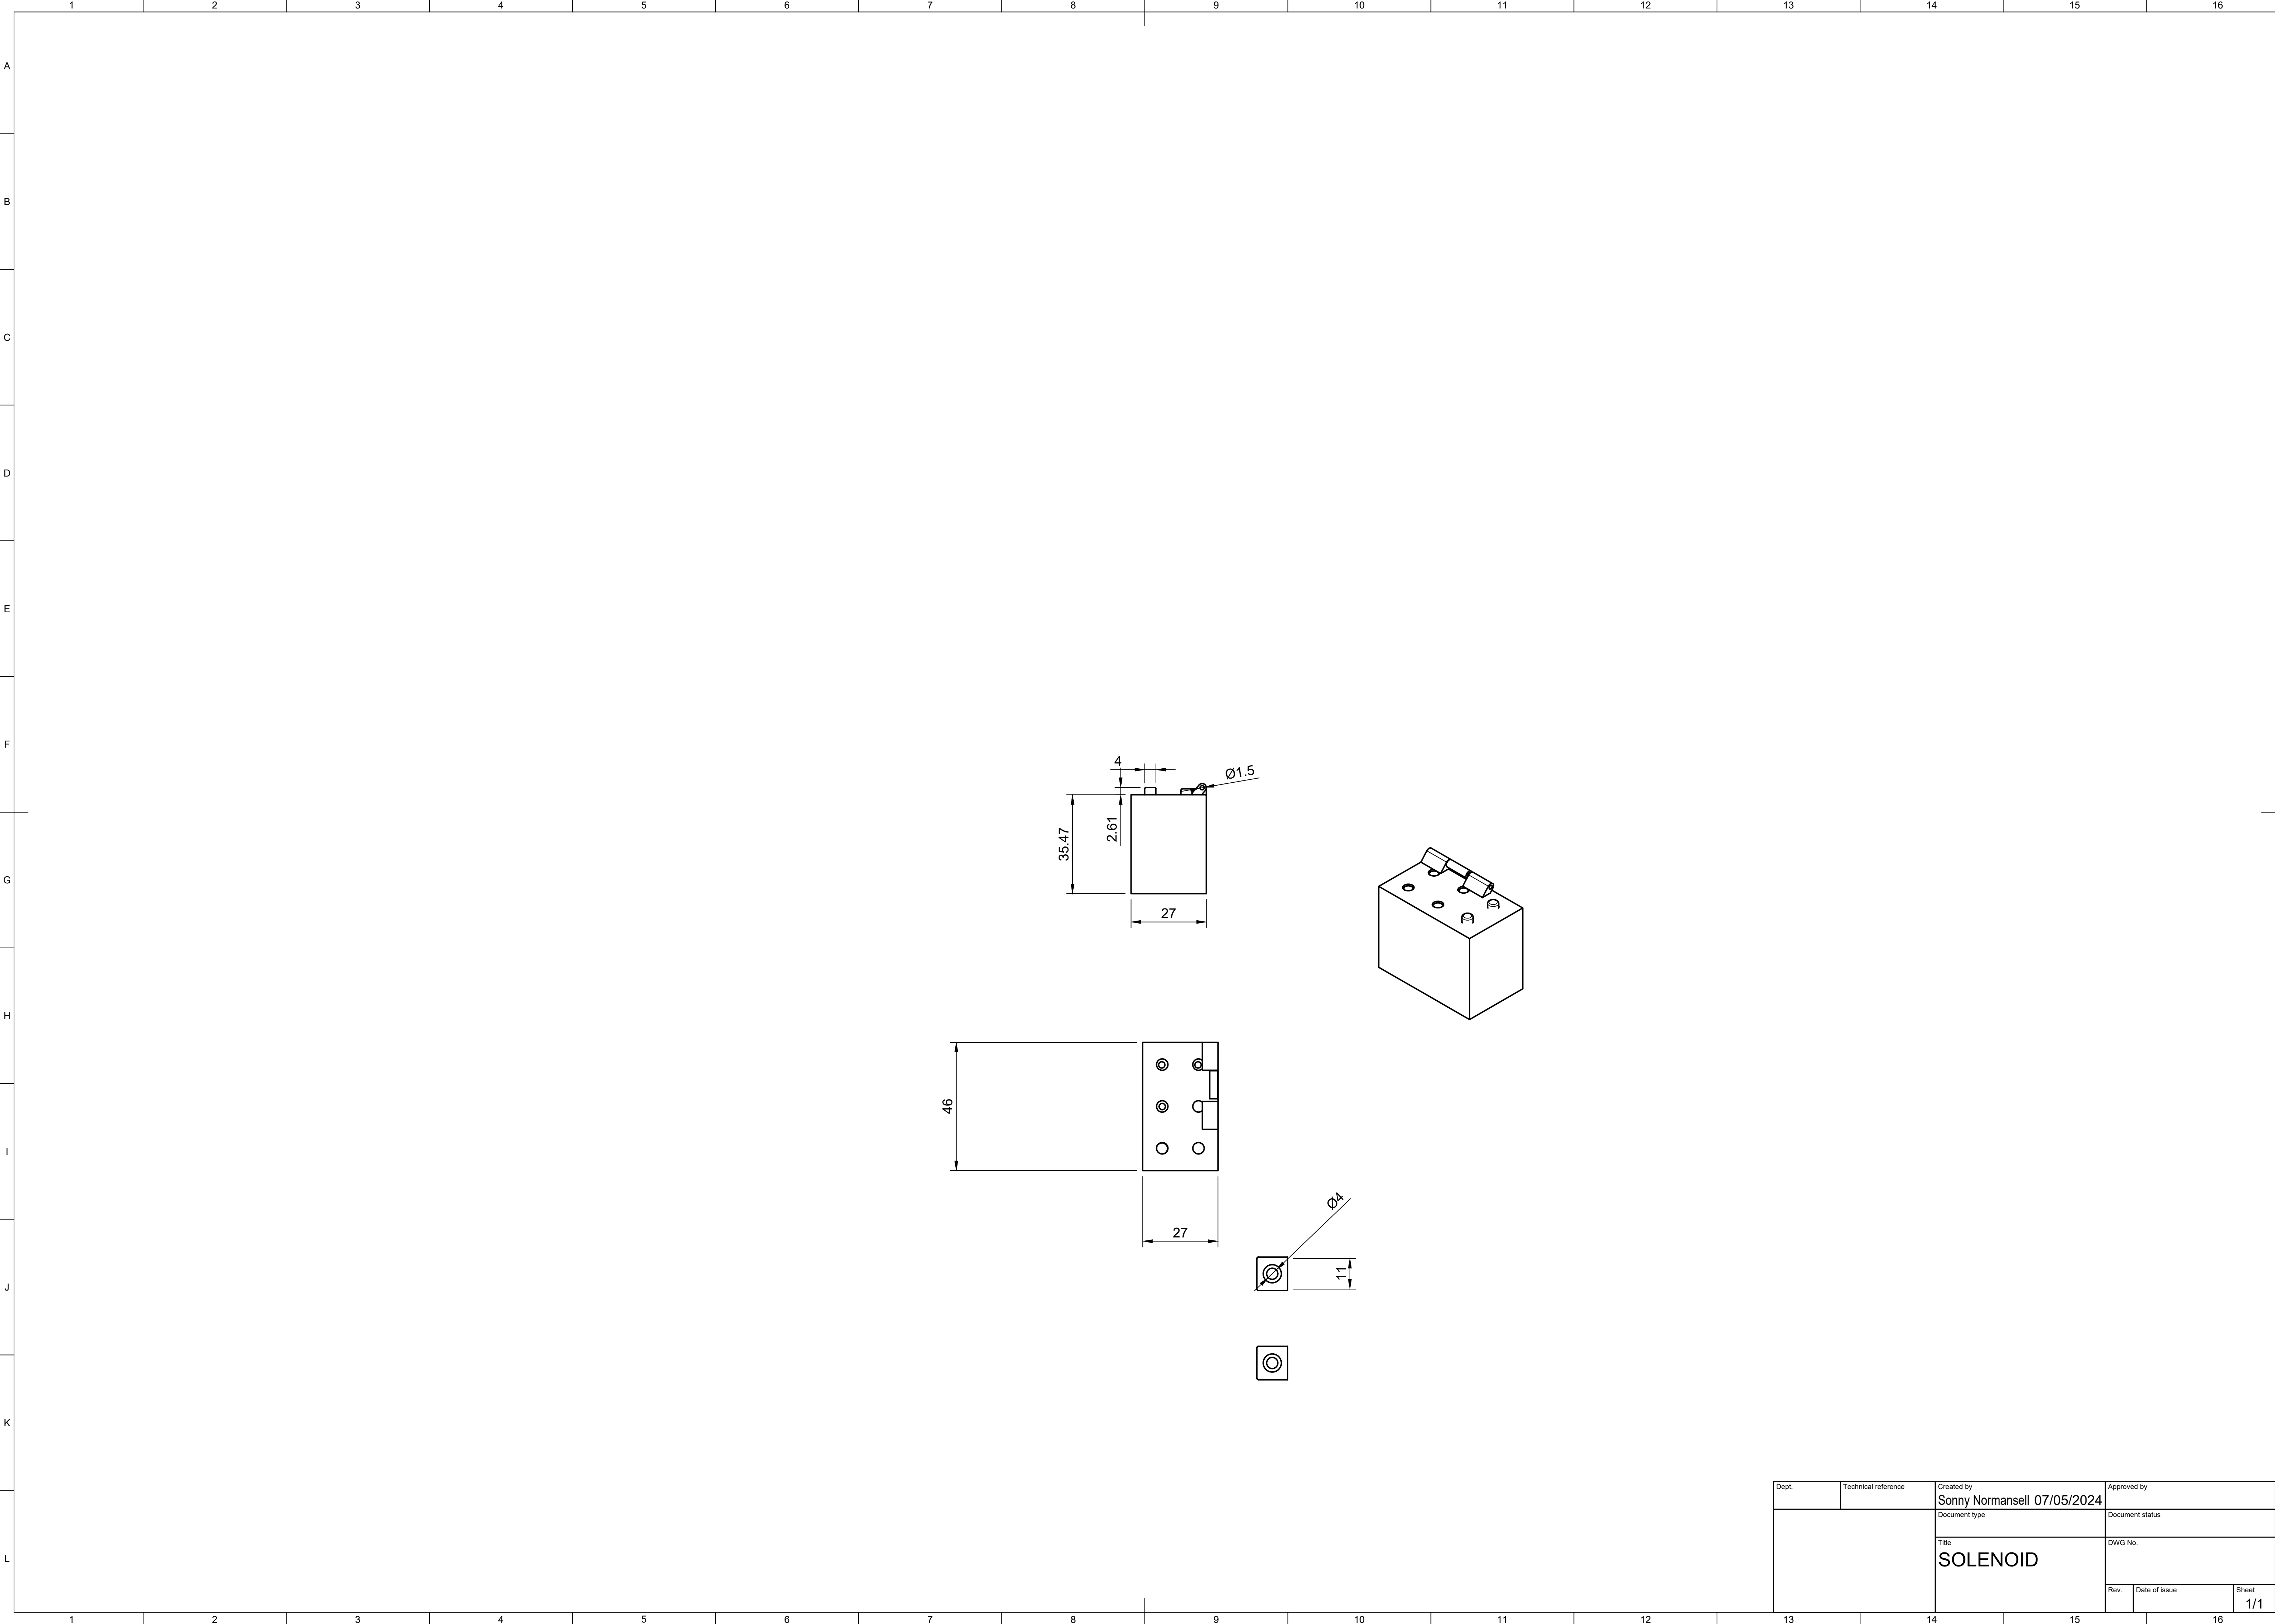 1 2 3 4 5 6 7 8 9 10 11 12 13 14 15 16
A
B
C
D
E
F
G
H
I
J
K
L
4
Ø1.5
35.47
2.61
27
46
27
Ø4
11
Dept.
Technical reference
Created by
Sonny Normansell 07/05/2024
Approved by
Document type
Document status
Title
SOLENOID
DWG No.
Rev.
Date of issue
Sheet
1/1
1 2 3 4 5 6 7 8 9 10 11 12 13 14 15 16